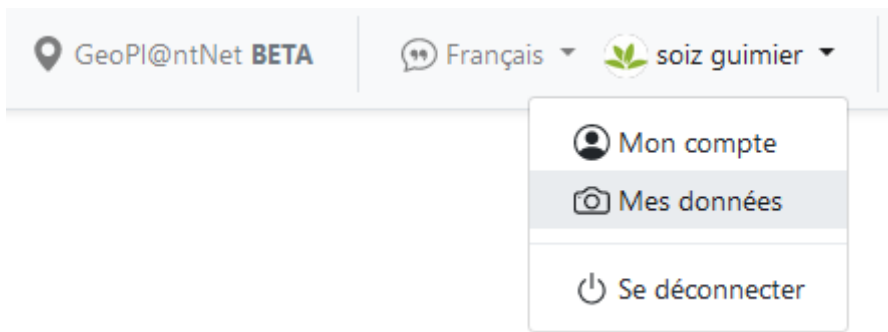 GeoPl@ntNet BETA Français soiz guimier
Mon compte
Mes données
Se déconnecter